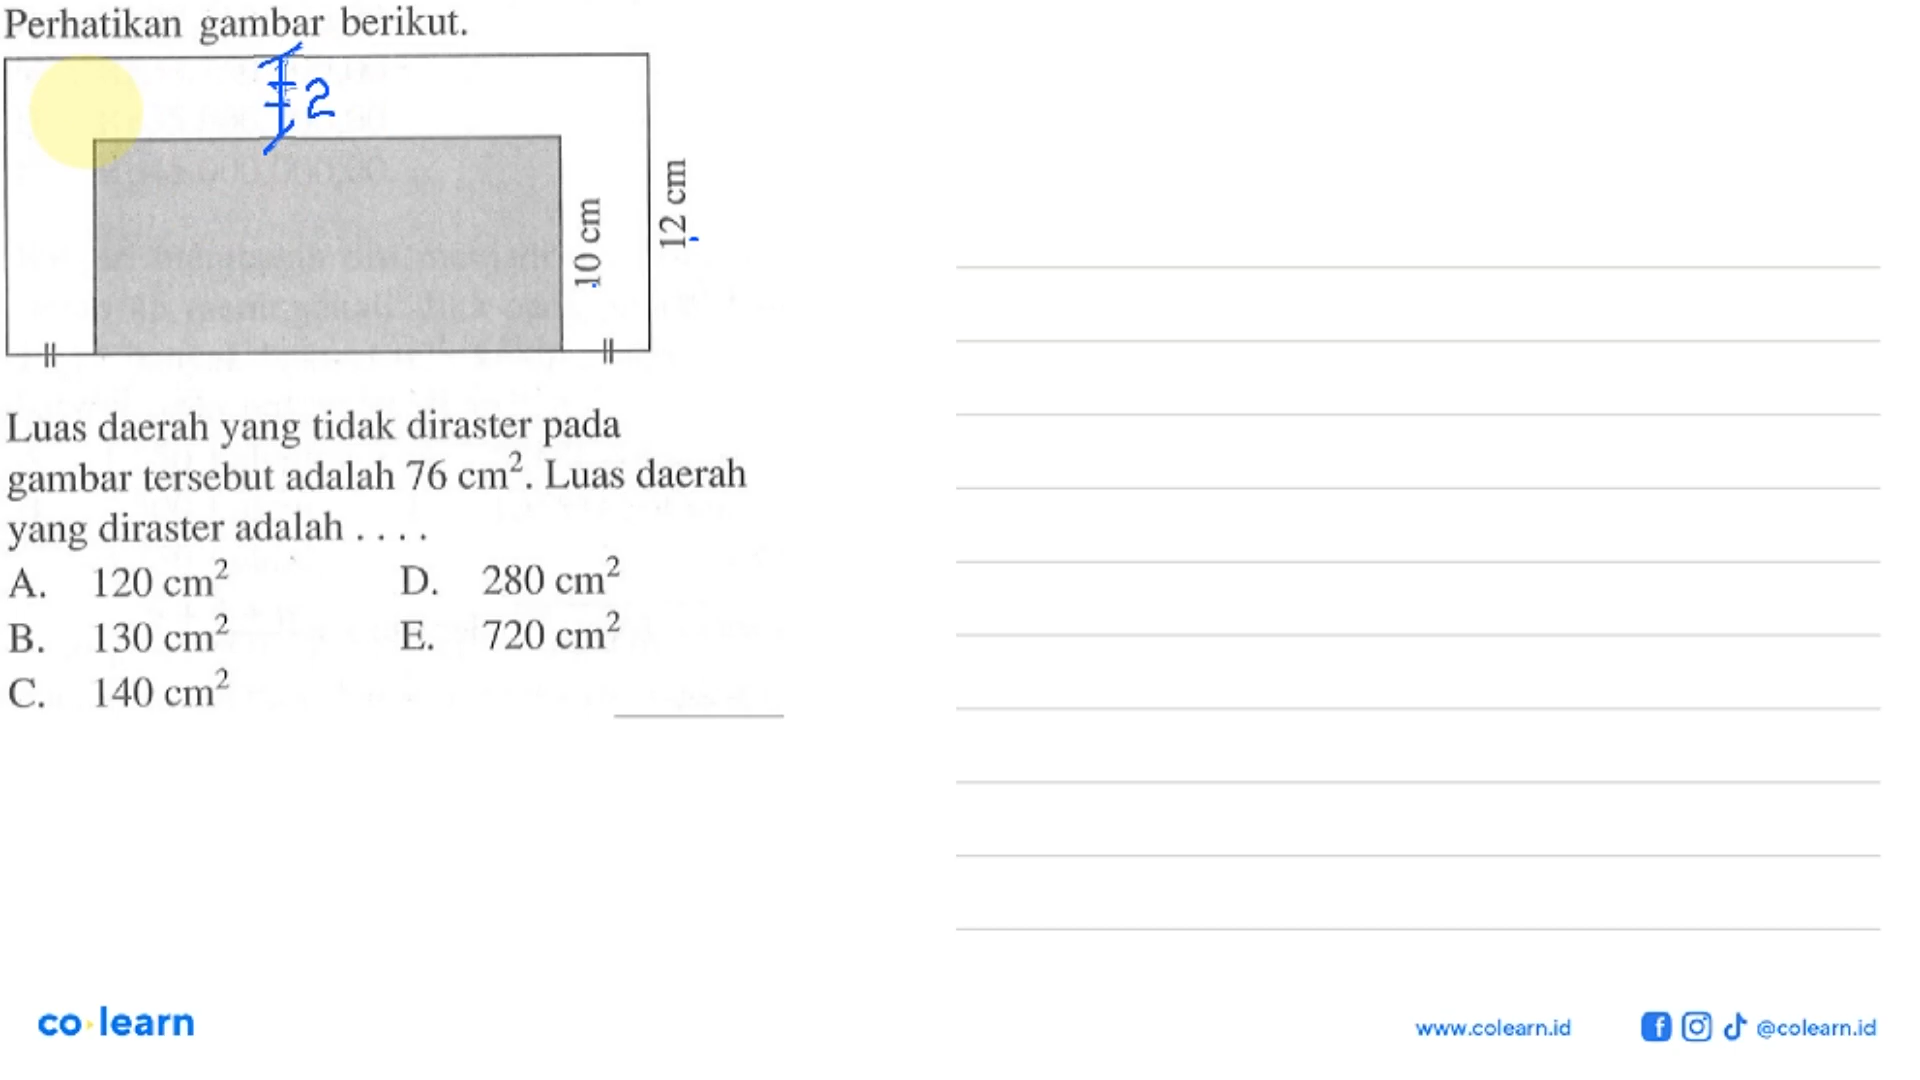 Perhatikan gambar berikut.
2
10 cm
12 cm
Luas daerah yang tidak diraster pada
gambar tersebut adalah 76 cm². Luas daerah
yang diraster adalah . . . .
A. 120 cm² D. 280 cm²
B. 130 cm² E. 720 cm²
C. 140 cm²
co learn
www.colearn.id @colearn.id